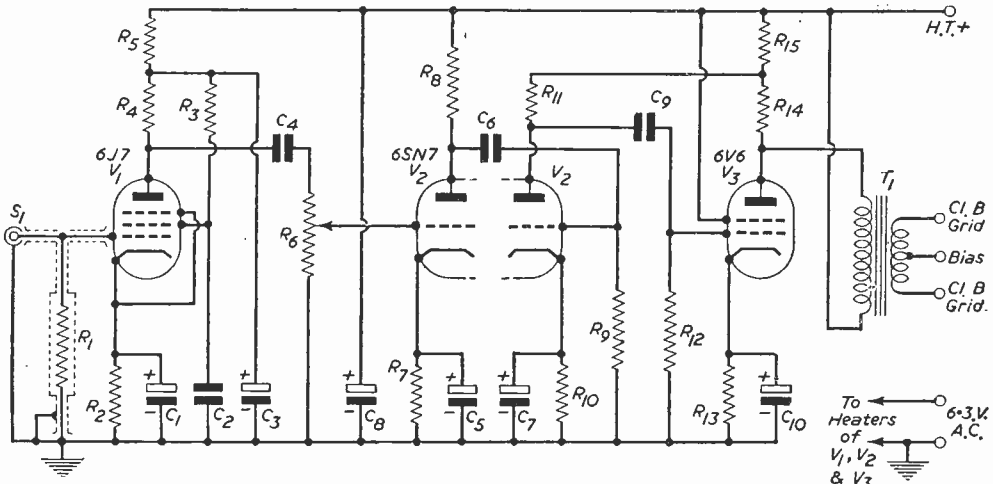 H.T.+
R5
R15
R4
R3
R8
R11
R14
C4
C6
C9
6J7
V1
6SN7
V2
V2
6V6
V3
T1
S1
R6
Cl. B
Grid
Bias
Cl. B
Grid.
R1
R2
+
-
C1
C2
+
-
C3
+
-
C8
R7
+
-
C5
+
-
C7
R10
R9
R12
R13
+
-
C10
To
Heaters
of
V1, V2
& V3
6·3.V.
A.C.